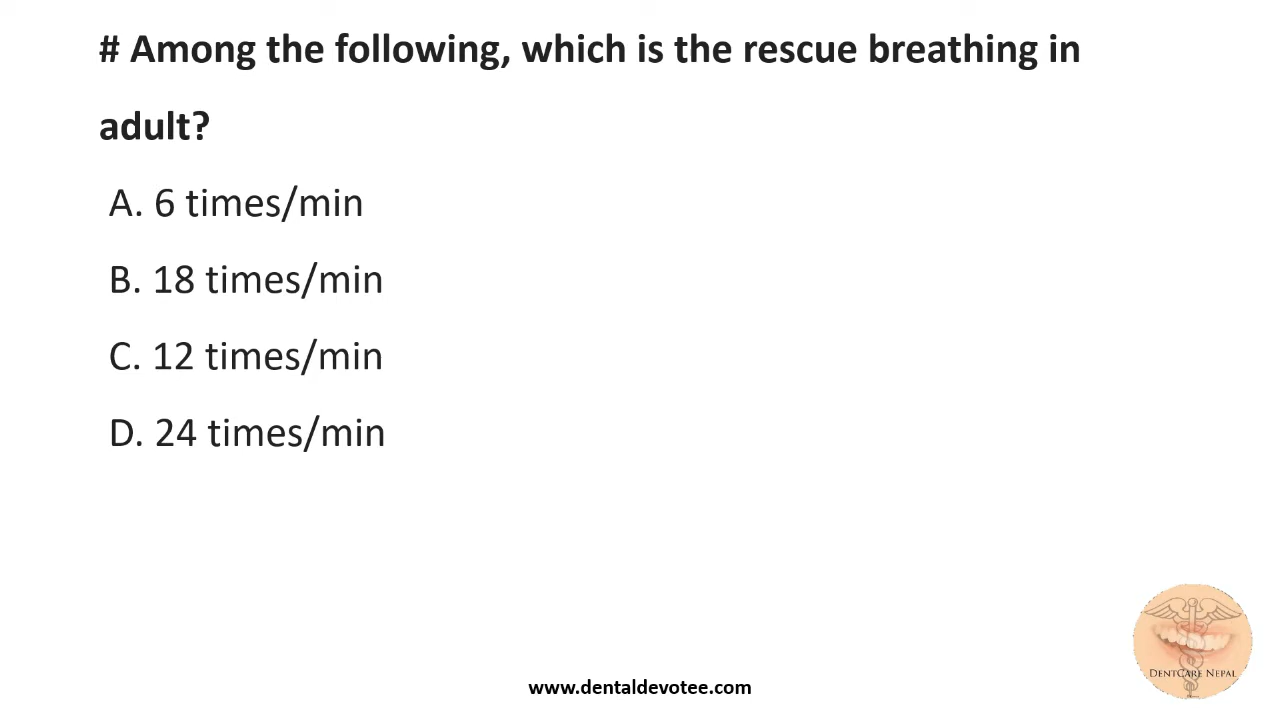 # Among the following, which is the rescue breathing in
adult?
A. 6 times/min
B. 18 times/min
C. 12 times/min
D. 24 times/min
DENTCARE NEPAL
www.dentaldevotee.com